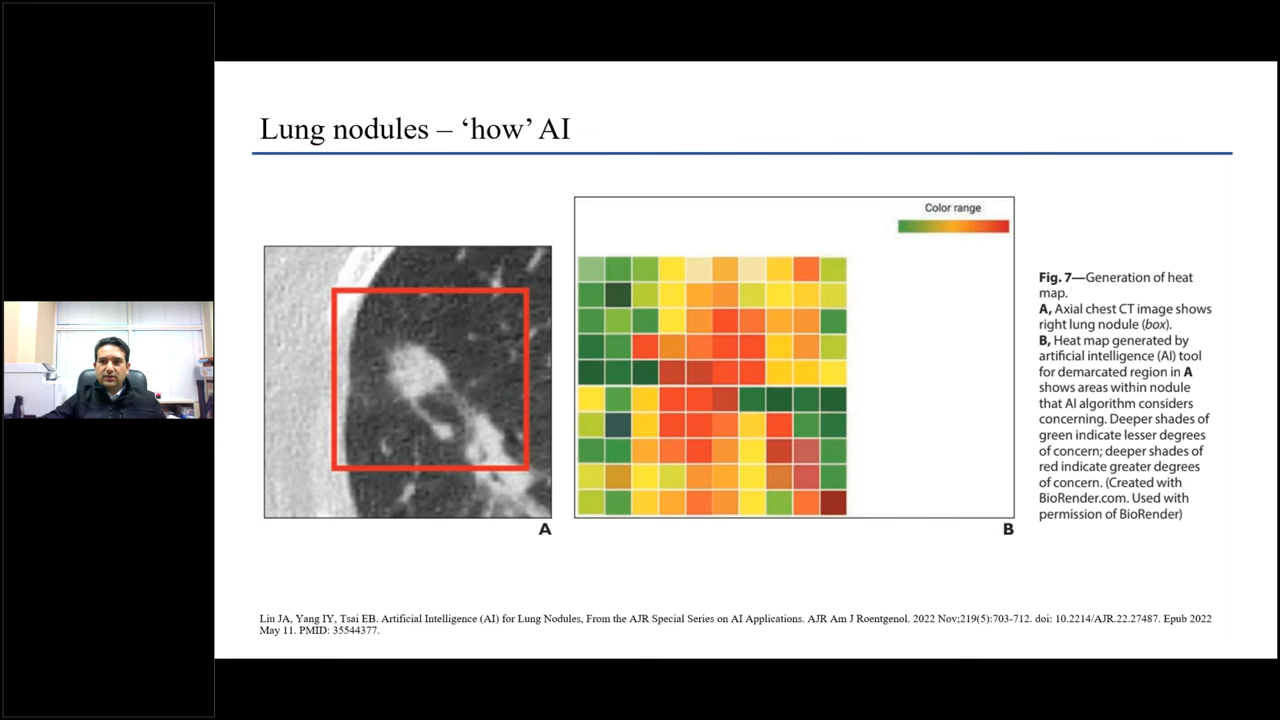 Lung nodules – ‘how’ AI
Color range
A
B
Fig. 7—Generation of heat
map.
A, Axial chest CT image shows
right lung nodule (box).
B, Heat map generated by
artificial intelligence (AI) tool
for demarcated region in A
shows areas within nodule
that AI algorithm considers
concerning. Deeper shades of
green indicate lesser degrees
of concern; deeper shades of
red indicate greater degrees
of concern. (Created with
BioRender.com. Used with
permission of BioRender)
Liu JA, Yang IY, Tsai EB. Artificial Intelligence (AI) for Lung Nodules, From the AJR Special Series on AI Applications. AJR Am J Roentgenol. 2022 Nov;219(5):703-712. doi: 10.2214/AJR.22.27487. Epub 2022
May 11. PMID: 35544377.